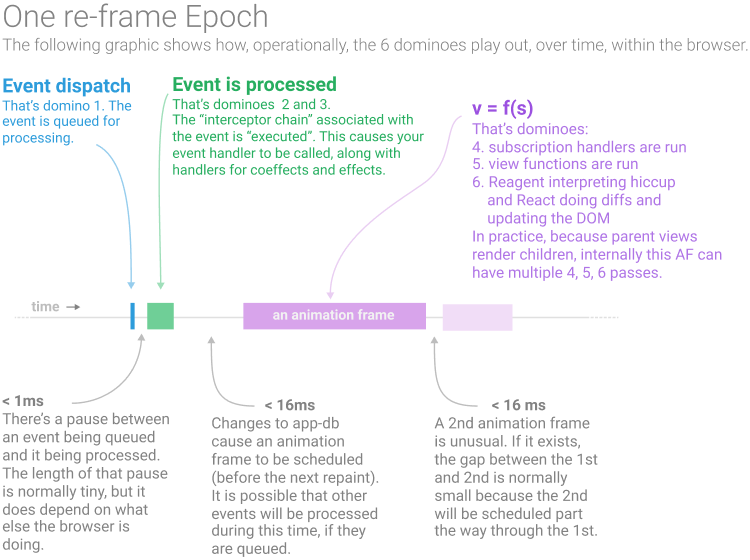 One re-frame Epoch
The following graphic shows how, operationally, the 6 dominoes play out, over time, within the browser.
Event dispatch
That's domino 1. The
event is queued for
processing.
Event is processed
That's dominoes 2 and 3.
The “interceptor chain” associated with
the event is “executed”. This causes your
event handler to be called, along with
handlers for coeffects and effects.
v = f(s)
That's dominoes:
4. subscription handlers are run
5. view functions are run
6. Reagent interpreting hiccup
and React doing diffs and
updating the DOM
In practice, because parent views
render children, internally this AF can
have multiple 4, 5, 6 passes.
time →
an animation frame
< 1ms
There's a pause between
an event being queued
and it being processed.
The length of that pause
is normally tiny, but it
does depend on what
else the browser is
doing.
< 16ms
Changes to app-db
cause an animation
frame to be scheduled
(before the next repaint).
It is possible that other
events will be processed
during this time, if they
are queued.
< 16 ms
A 2nd animation frame
is unusual. If it exists,
the gap between the 1st
and 2nd is normally
small because the 2nd
will be scheduled part
the way through the 1st.